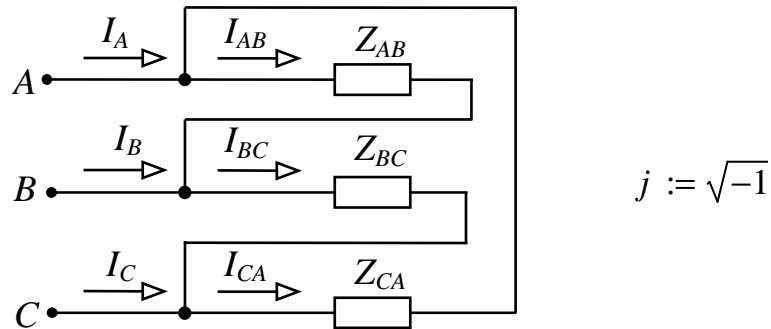 I_A I_AB Z_AB
A
I_B I_BC Z_BC
B
j := √−1
I_C I_CA Z_CA
C